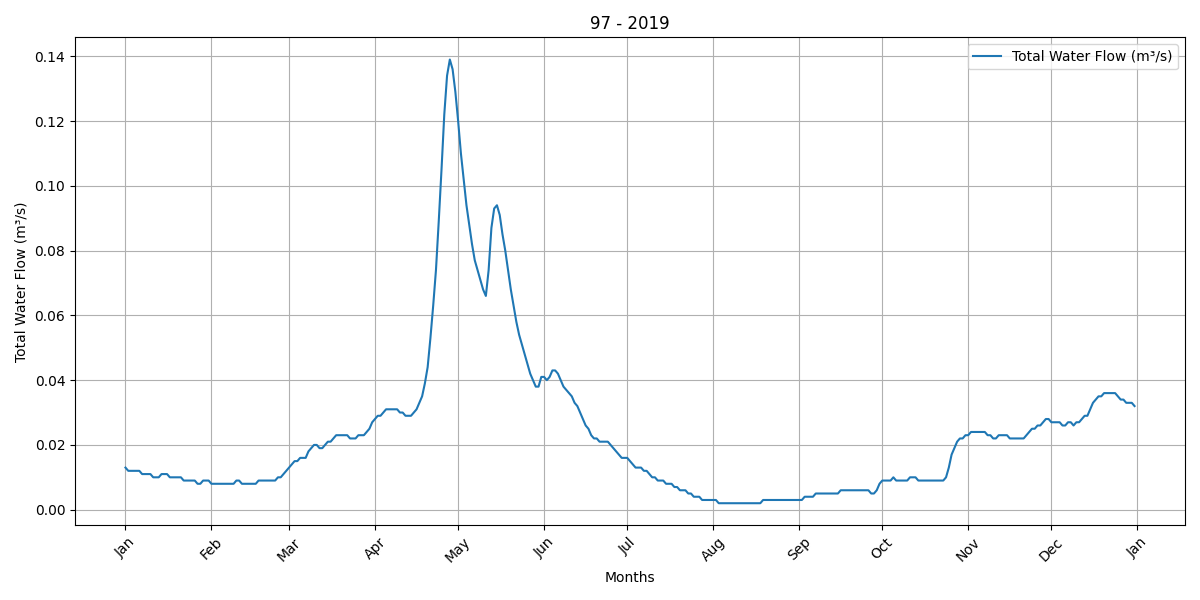 97 - 2019
Total Water Flow (m³/s)
Total Water Flow (m³/s)
0.14
0.12
0.10
0.08
0.06
0.04
0.02
0.00
Jan
Feb
Mar
Apr
May
Jun
Jul
Aug
Sep
Oct
Nov
Dec
Jan
Months